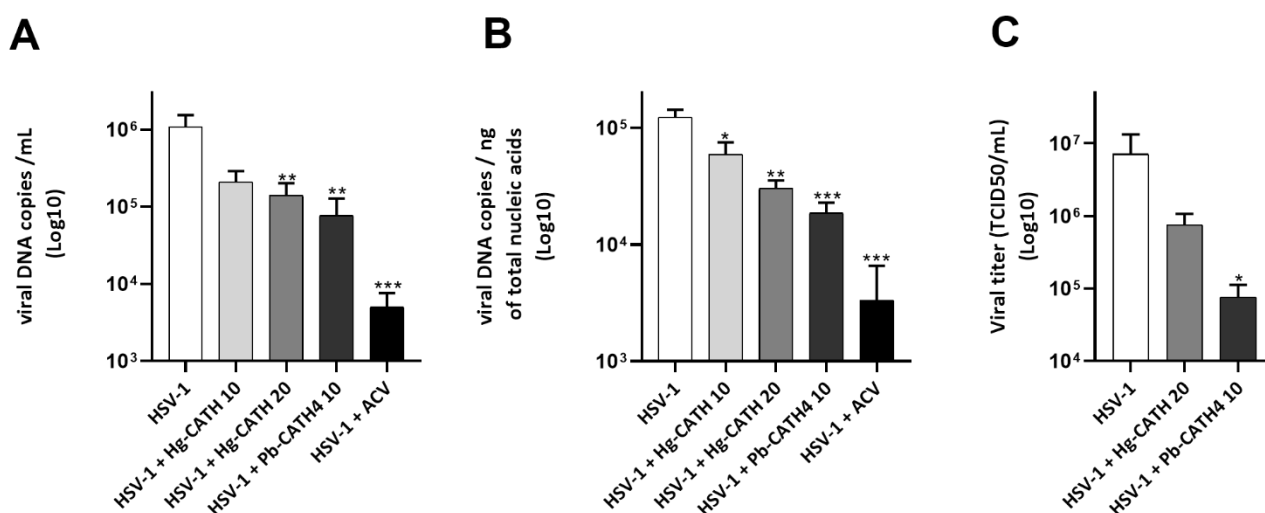 A
viral DNA copies /mL
(Log10)
10⁶
10⁵
10⁴
10³
**
**
***
HSV-1
HSV-1 + Hg-CATH 10
HSV-1 + Hg-CATH 20
HSV-1 + Pb-CATH4 10
HSV-1 + ACV
B
viral DNA copies / ng
of total nucleic acids
(Log10)
10⁵
10⁴
10³
*
**
***
***
HSV-1
HSV-1 + Hg-CATH 10
HSV-1 + Hg-CATH 20
HSV-1 + Pb-CATH4 10
HSV-1 + ACV
C
Viral titer (TCID50/mL)
(Log10)
10⁷
10⁶
10⁵
10⁴
*
HSV-1
HSV-1 + Hg-CATH 20
HSV-1 + Pb-CATH4 10